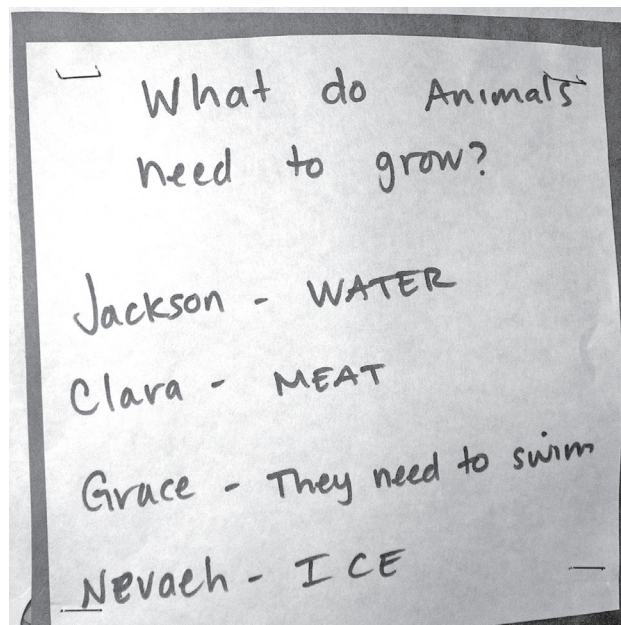 What do Animals
need to grow?
Jackson - WATER
Clara - MEAT
Grace - They need to swim
Nevaeh - ICE